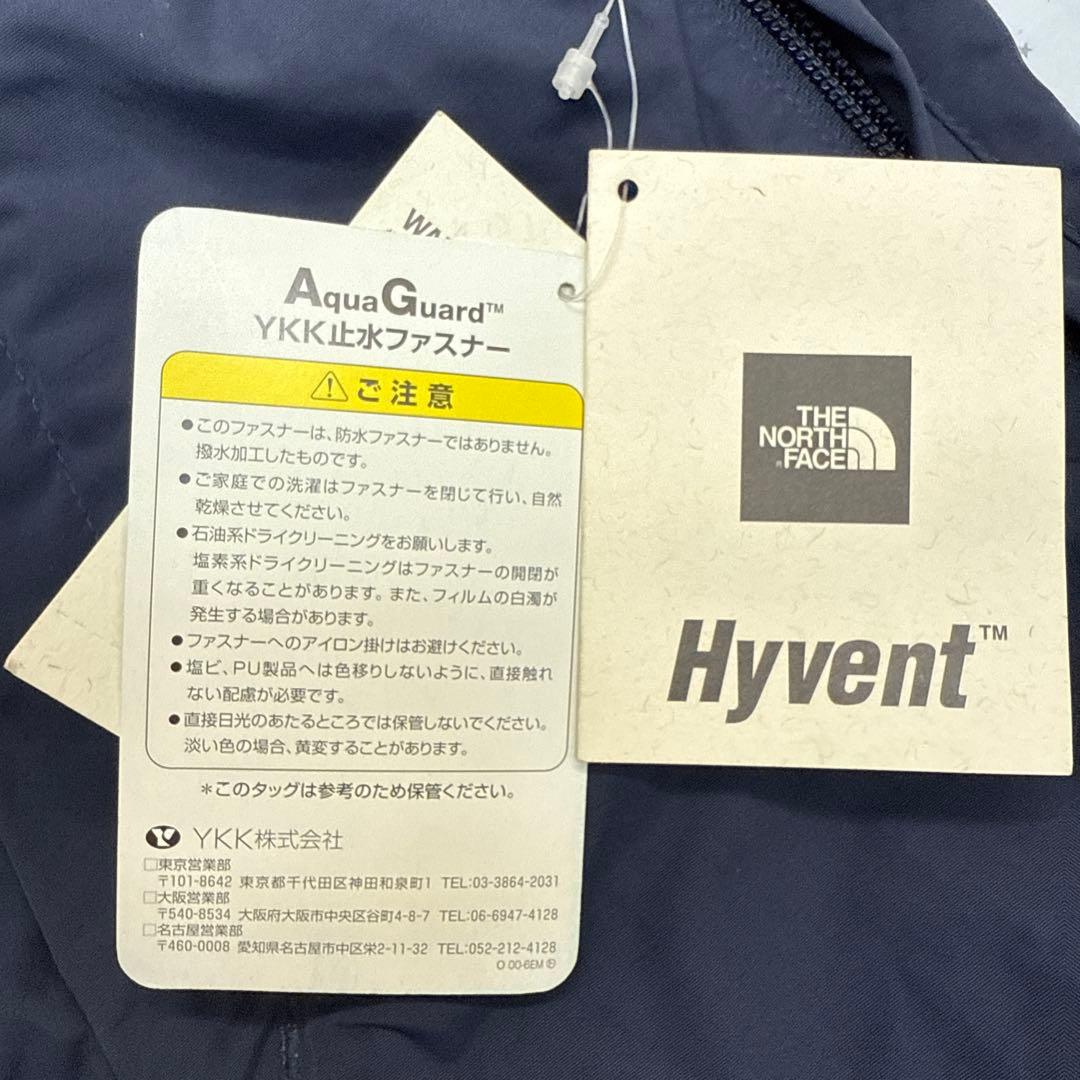 AquaGuard™
YKK止水ファスナー
ご注意
●このファスナーは、防水ファスナーではありません。
撥水加工したものです。
●ご家庭での洗濯はファスナーを閉じて行い、自然
乾燥させてください。
●石油系ドライクリーニングをお願いします。
塩素系ドライクリーニングはファスナーの開閉が
重くなることがあります。また、フィルムの白濁が
発生する場合があります。
●ファスナーへのアイロン掛けはお避けください。
●塩ビ、PU製品へは色移りしないように、直接触れ
ない配慮が必要です。
●直接日光のあたるところでは保管しないでください。
淡い色の場合、黄変することがあります。
＊このタッグは参考のため保管ください。
YKK株式会社
□東京営業部
〒101-8642 東京都千代田区神田和泉町1 TEL:03-3864-2031
□大阪営業部
〒540-8534 大阪府大阪市中央区谷町4-8-7 TEL:06-6947-4128
□名古屋営業部
〒460-0008 愛知県名古屋市中区栄2-11-32 TEL:052-212-4128
THE
NORTH
FACE
®
Hyvent™